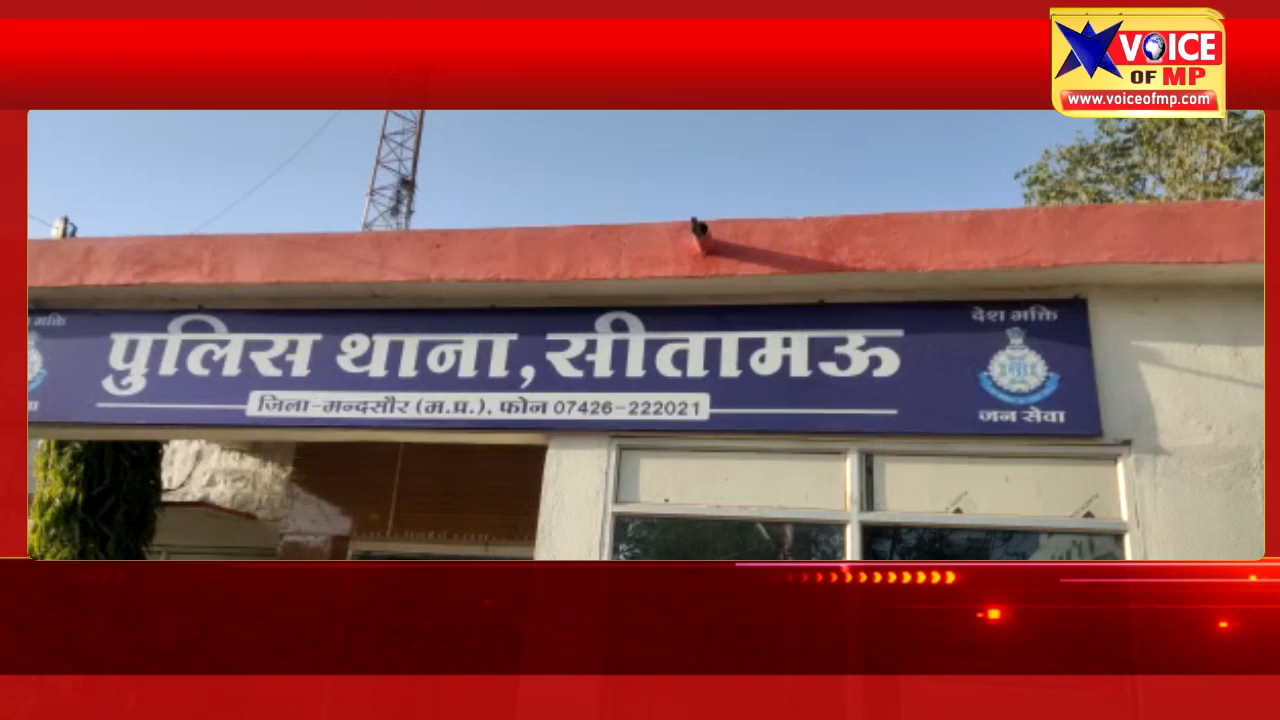 VOICE
OF MP
www.voiceofmp.com
देश भक्ति
पुलिस थाना, सीतामऊ
जिला-मन्दसौर (म.प्र.), फोन 07426-222021
जन सेवा